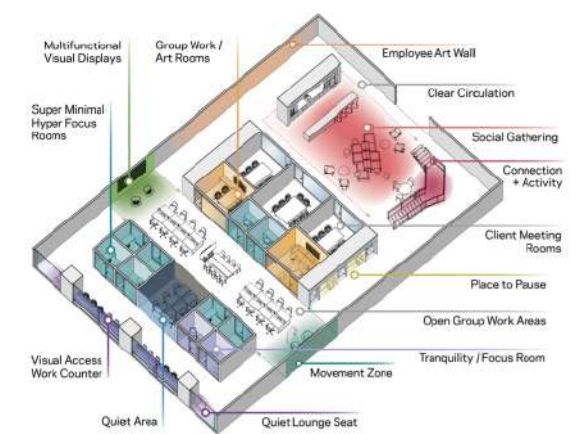 Multifunctional
Visual Displays
Group Work /
Art Rooms
Employee Art Wall
Super Minimal
Hyper Focus
Rooms
Clear Circulation
Social Gathering
Connection
+ Activity
Client Meeting
Rooms
Place to Pause
Open Group Work Areas
Tranquility / Focus Room
Movement Zone
Visual Access
Work Counter
Quiet Area
Quiet Lounge Seat